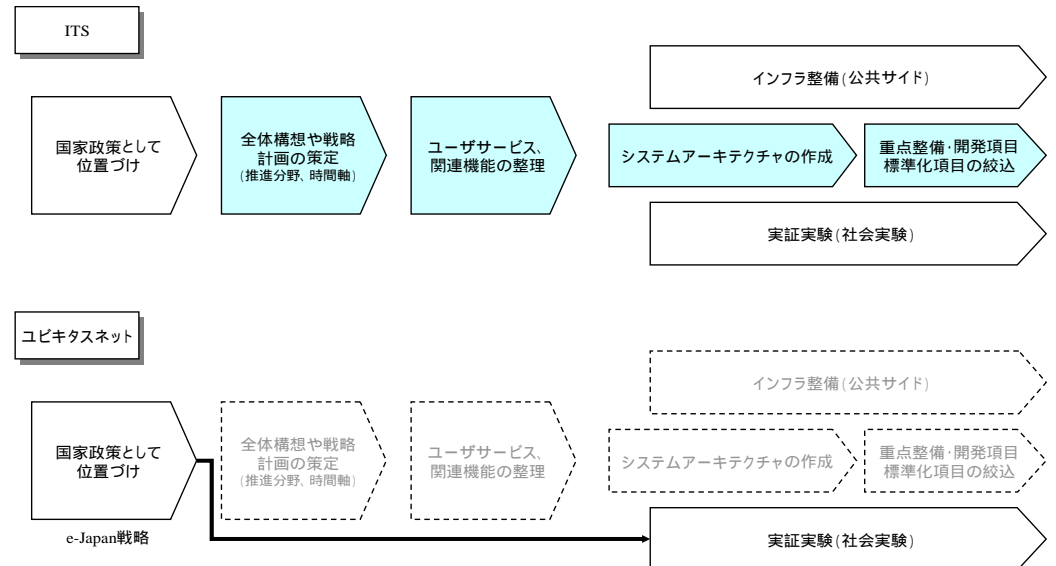 ITS
国家政策として
位置づけ
全体構想や戦略
計画の策定
(推進分野、時間軸)
ユーザサービス、
関連機能の整理
インフラ整備(公共サイド)
システムアーキテクチャの作成
重点整備・開発項目
標準化項目の絞込
実証実験(社会実験)
ユビキタスネット
国家政策として
位置づけ
e-Japan戦略
全体構想や戦略
計画の策定
(推進分野、時間軸)
ユーザサービス、
関連機能の整理
インフラ整備(公共サイド)
システムアーキテクチャの作成
重点整備・開発項目
標準化項目の絞込
実証実験(社会実験)